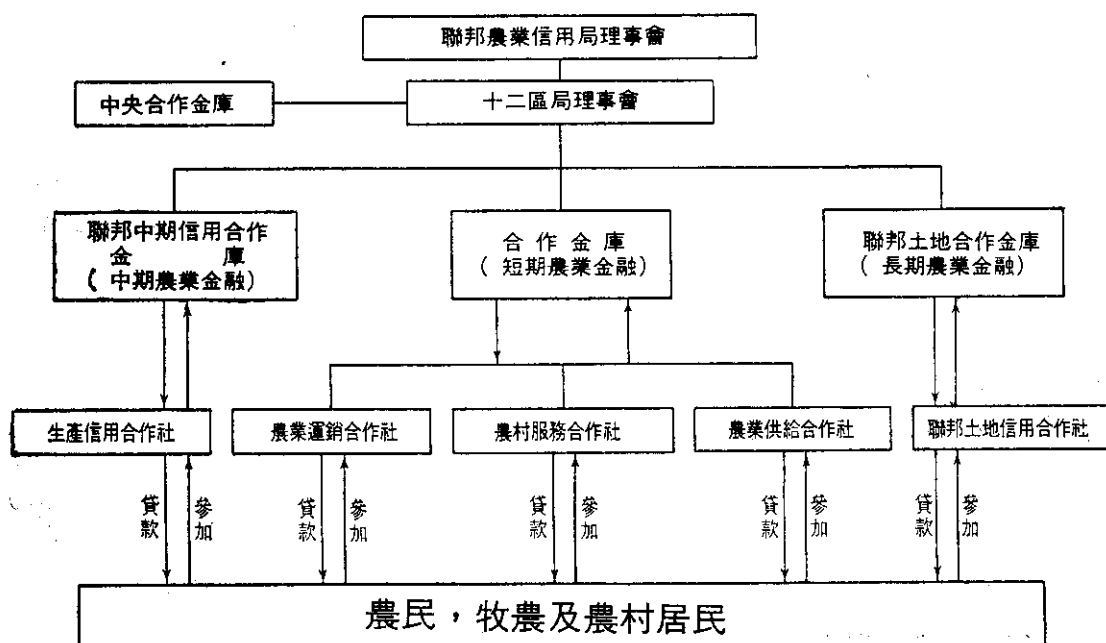 聯邦農業信用局理事會
中央合作金庫
十二區局理事會
聯邦中期信用合作
金庫
(中期農業金融)
合作金庫
(短期農業金融)
聯邦土地合作金庫
(長期農業金融)
生產信用合作社
農業運銷合作社
農村服務合作社
農業供給合作社
聯邦土地信用合作社
貸款
參加
貸款
參加
貸款
參加
貸款
參加
貸款
參加
農民，牧農及農村居民